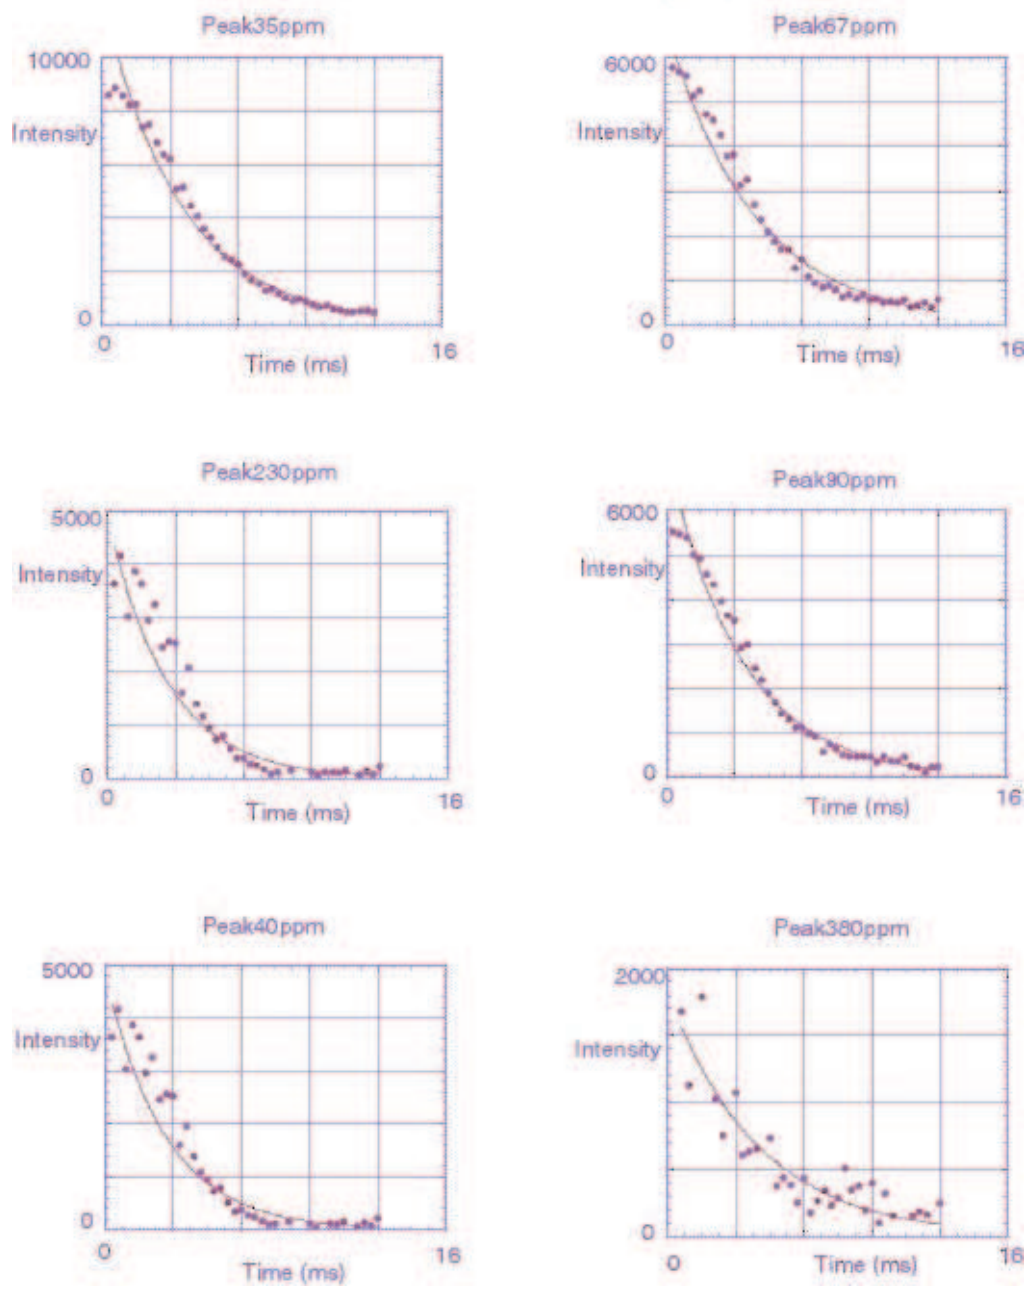 Peak35ppm
10000
Intensity
0
0
16
Time (ms)
Peak67ppm
6000
Intensity
0
0
16
Time (ms)
Peak230ppm
5000
Intensity
0
0
16
Time (ms)
Peak90ppm
6000
Intensity
0
0
16
Time (ms)
Peak40ppm
5000
Intensity
0
0
16
Time (ms)
Peak380ppm
2000
Intensity
0
0
16
Time (ms)